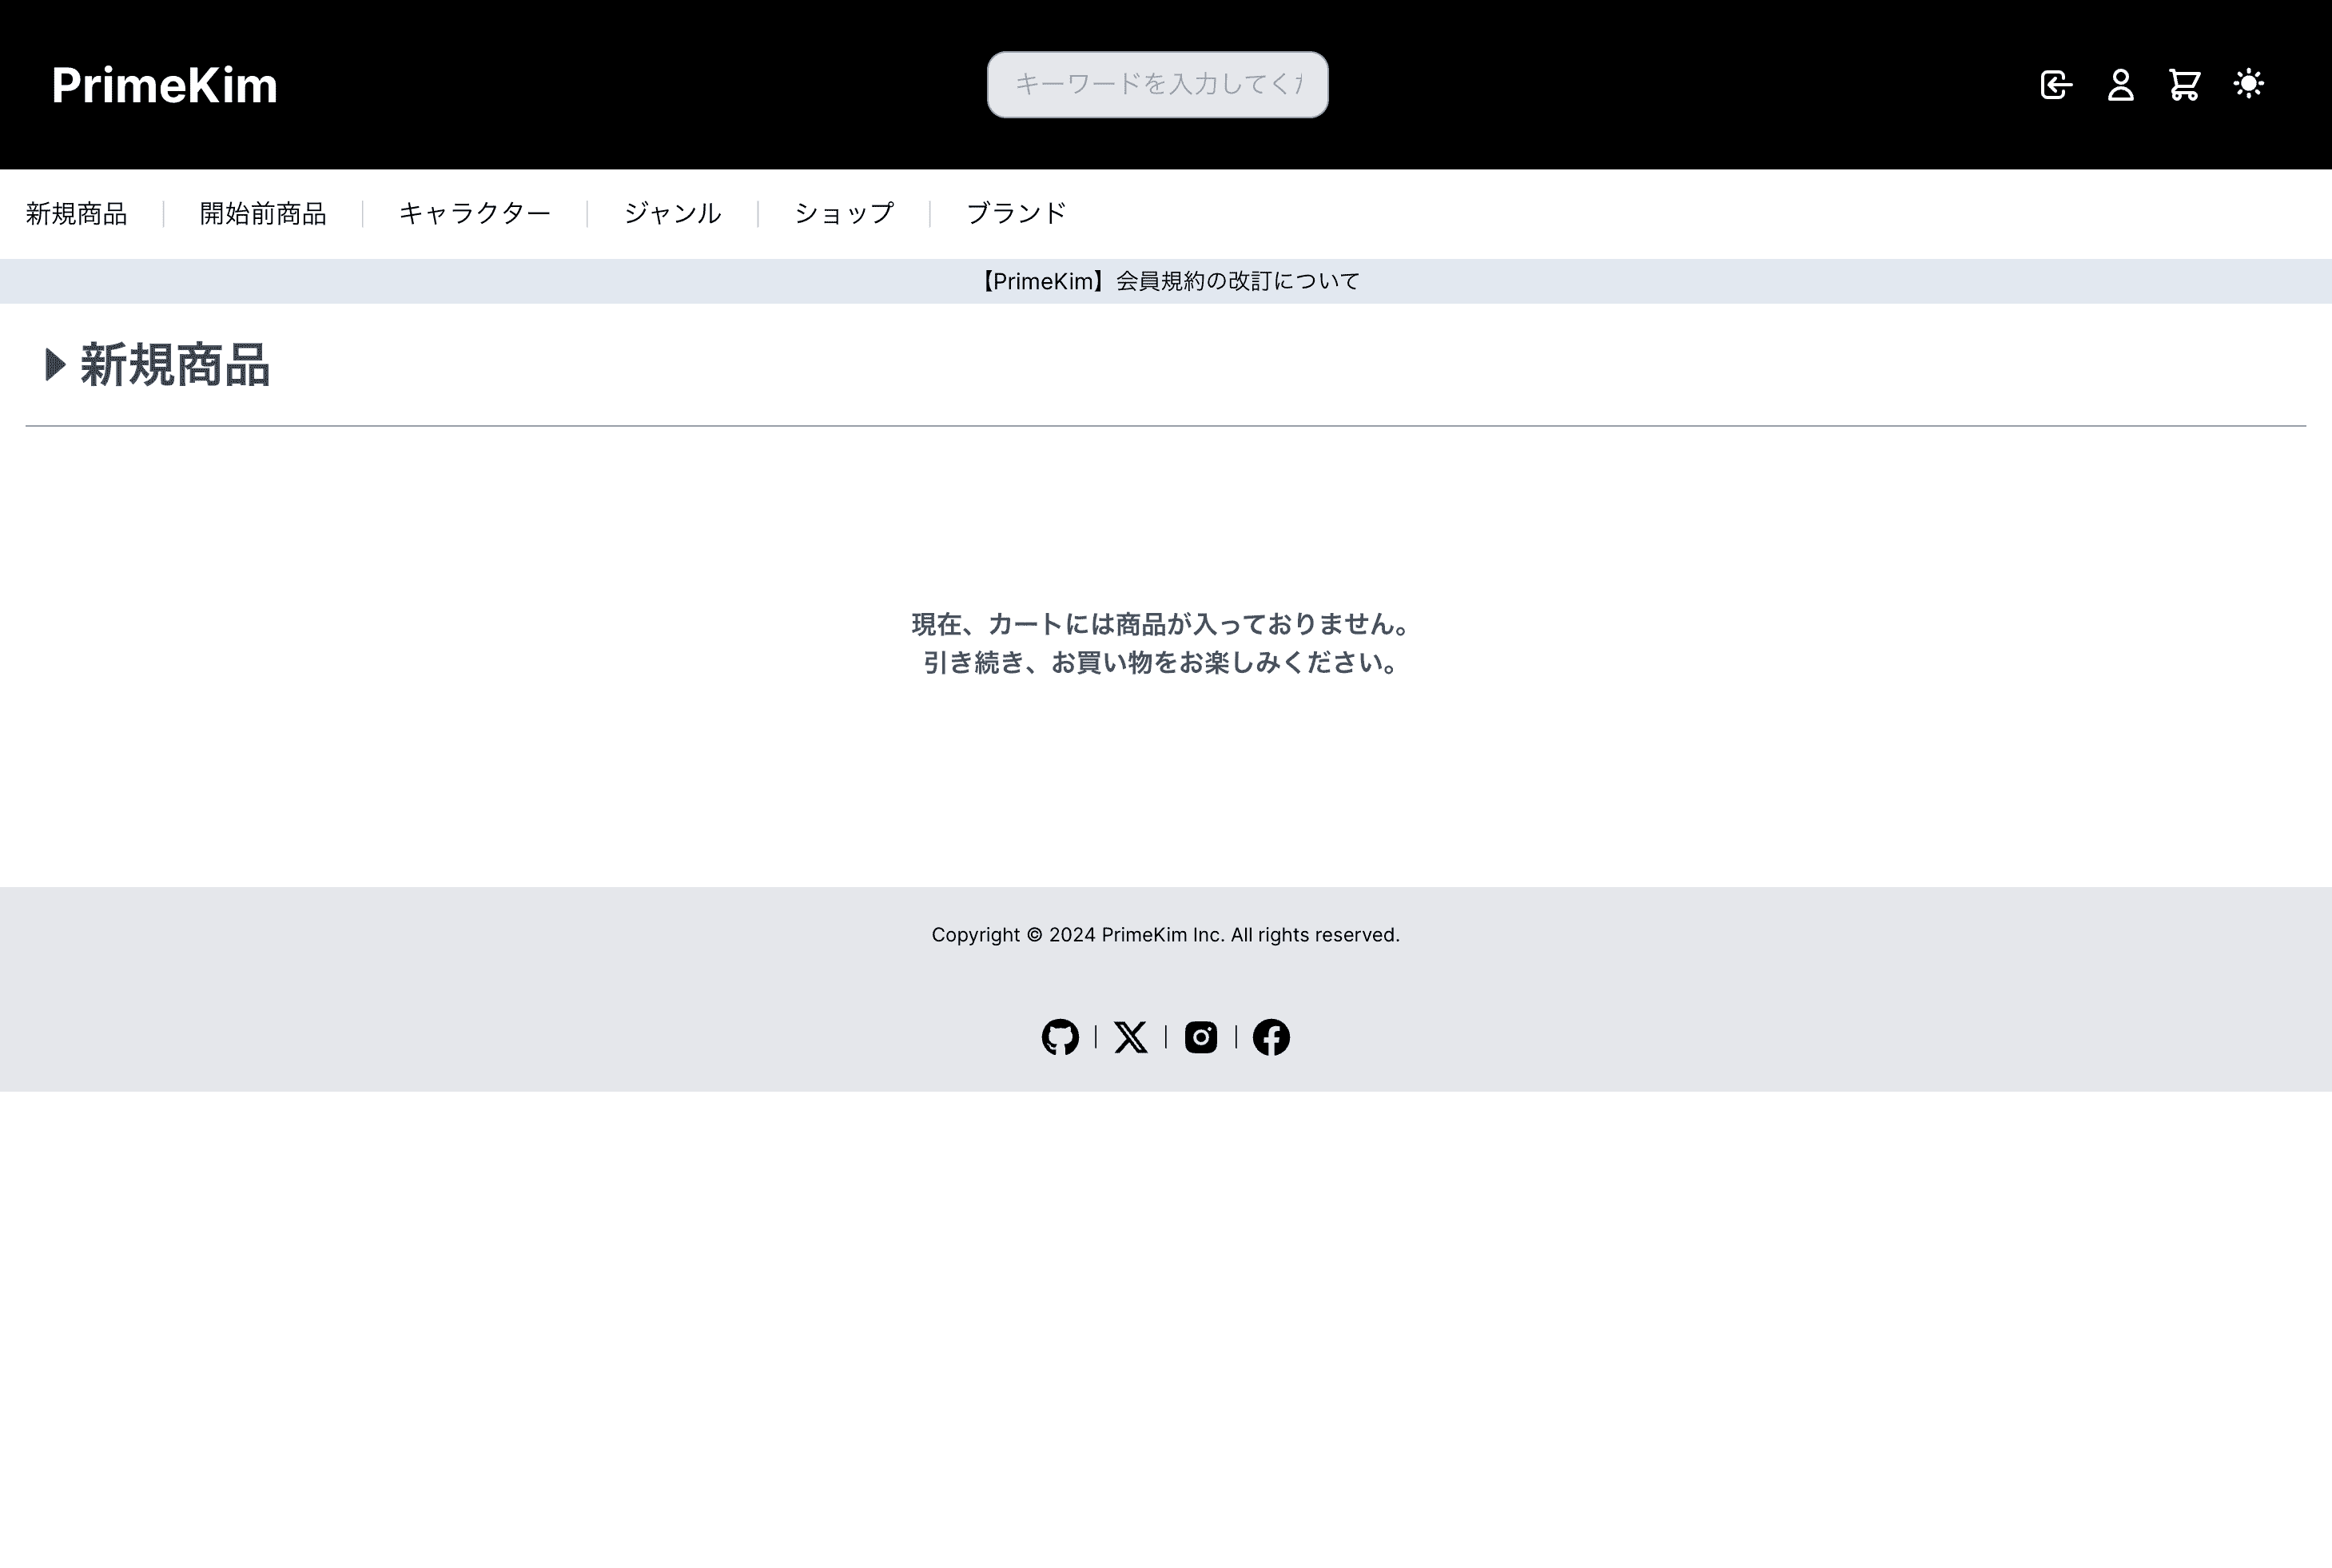 PrimeKim
キーワードを入力してく
新規商品
開始前商品
キャラクター
ジャンル
ショップ
ブランド
【PrimeKim】会員規約の改訂について
新規商品
現在、カートには商品が入っておりません。
引き続き、お買い物をお楽しみください。
Copyright © 2024 PrimeKim Inc. All rights reserved.